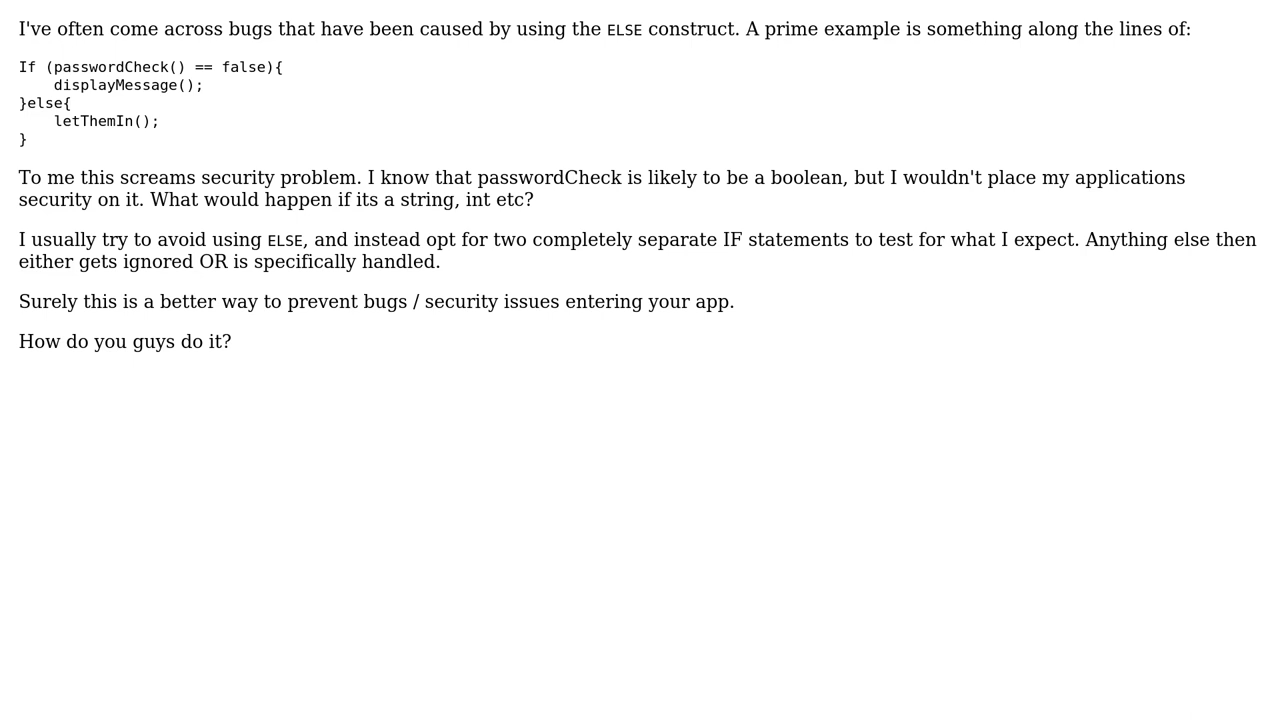 I've often come across bugs that have been caused by using the ELSE construct. A prime example is something along the lines of:
If (passwordCheck() == false){
    displayMessage();
}else{
    letThemIn();
}
To me this screams security problem. I know that passwordCheck is likely to be a boolean, but I wouldn't place my applications
security on it. What would happen if its a string, int etc?
I usually try to avoid using ELSE, and instead opt for two completely separate IF statements to test for what I expect. Anything else then
either gets ignored OR is specifically handled.
Surely this is a better way to prevent bugs / security issues entering your app.
How do you guys do it?